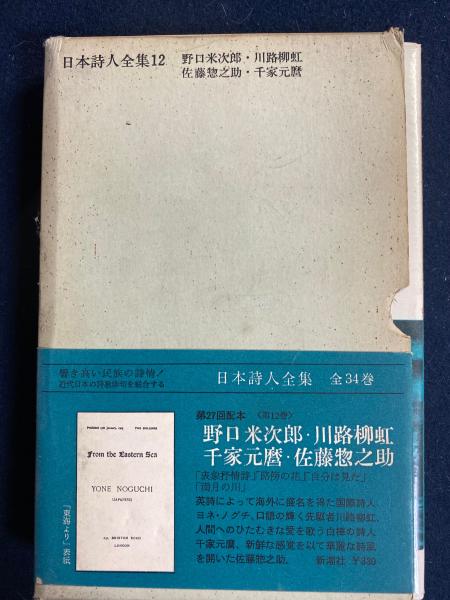 日本詩人全集12
野口米次郎・川路柳虹
佐藤惣之助・千家元麿
響き高い民族の詩情!
近代日本の詩歌俳句を綜合する
日本詩人全集 全34巻
第27回配本 〈第12巻〉
野口米次郎・川路柳虹
千家元麿・佐藤惣之助
「表象抒情詩」「路傍の花」「自分は見た」
「雨月の川」
英詩によって海外に盛名を得た国際詩人
ヨネ・ノグチ、口語の輝く先駆者川路柳虹、
人間へのひたむきな愛を歌う白樺の詩人
千家元麿、新鮮な感覚を以て華麗な詩風
を開いた佐藤惣之助。 新潮社 ¥330
From the Eastern Sea
YONE NOGUCHI
(JAPANESE)
BRIXTON ROAD
LONDON
『東海より』表紙